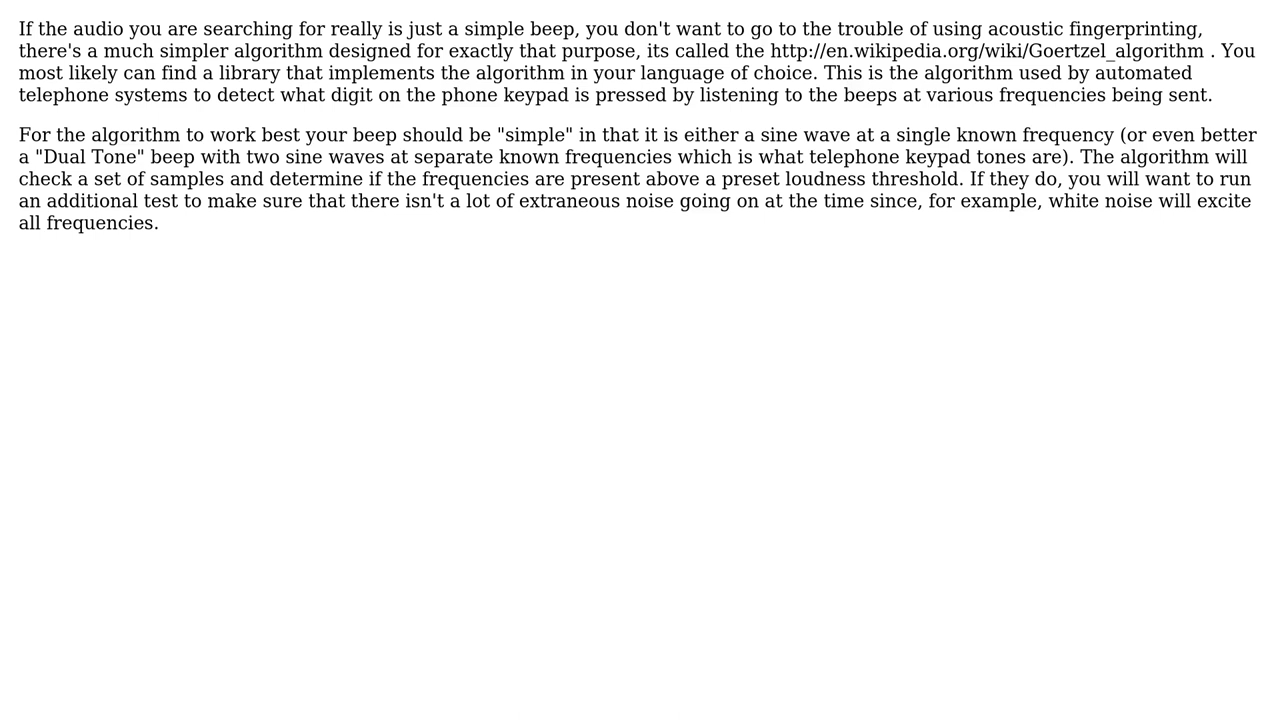 If the audio you are searching for really is just a simple beep, you don't want to go to the trouble of using acoustic fingerprinting,
there's a much simpler algorithm designed for exactly that purpose, its called the http://en.wikipedia.org/wiki/Goertzel_algorithm . You
most likely can find a library that implements the algorithm in your language of choice. This is the algorithm used by automated
telephone systems to detect what digit on the phone keypad is pressed by listening to the beeps at various frequencies being sent.
For the algorithm to work best your beep should be "simple" in that it is either a sine wave at a single known frequency (or even better
a "Dual Tone" beep with two sine waves at separate known frequencies which is what telephone keypad tones are). The algorithm will
check a set of samples and determine if the frequencies are present above a preset loudness threshold. If they do, you will want to run
an additional test to make sure that there isn't a lot of extraneous noise going on at the time since, for example, white noise will excite
all frequencies.